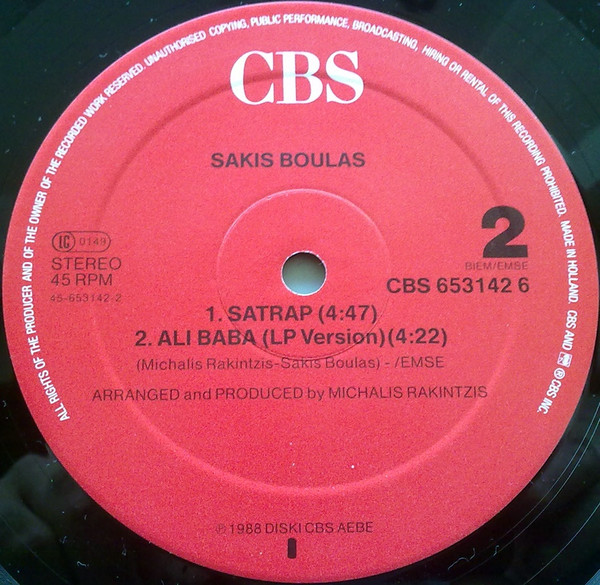 ALL RIGHTS OF THE PRODUCER AND OF THE OWNER OF THE RECORDED WORK RESERVED. UNAUTHORISED COPYING, PUBLIC PERFORMANCE, BROADCASTING, HIRING OR RENTAL OF THIS RECORDING PROHIBITED. MADE IN HOLLAND. CBS AND ® CBS INC.
CBS
SAKIS BOULAS
LC 0149
STEREO
45 RPM
45-653142-2
2
BIEM/EMSE
CBS 653142 6
1. SATRAP (4:47)
2. ALI BABA (LP Version)(4:22)
(Michalis Rakintzis-Sakis Boulas) - /EMSE
ARRANGED and PRODUCED by MICHALIS RAKINTZIS
℗ 1988 DISKI CBS AEBE